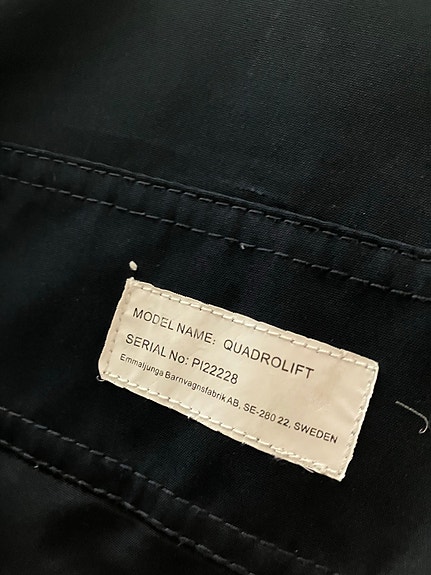 MODEL NAME: QUADROLIFT
SERIAL No: PI22228
Emmaljunga Barnvagnsfabrik AB, SE-280 22, SWEDEN